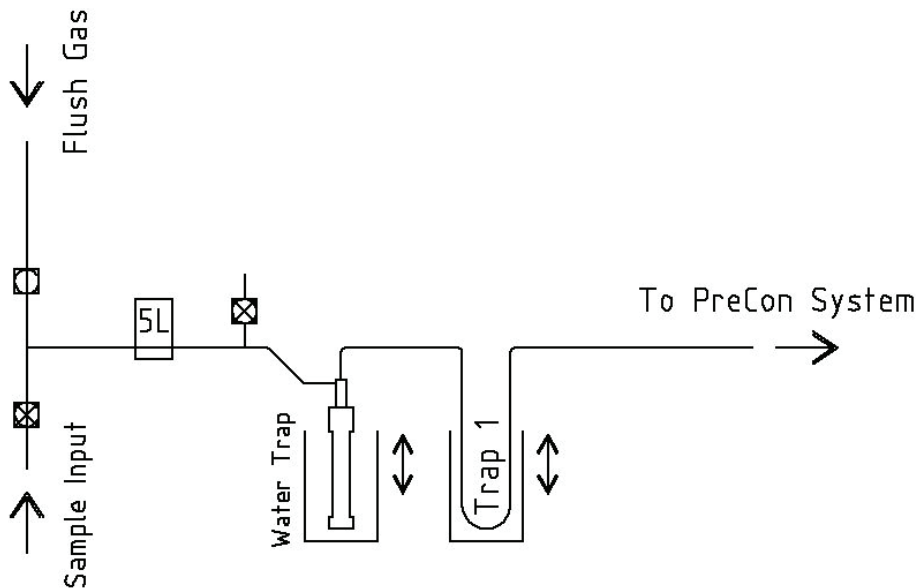 Flush Gas
5L
To PreCon System
Sample Input
Water Trap
Trap 1